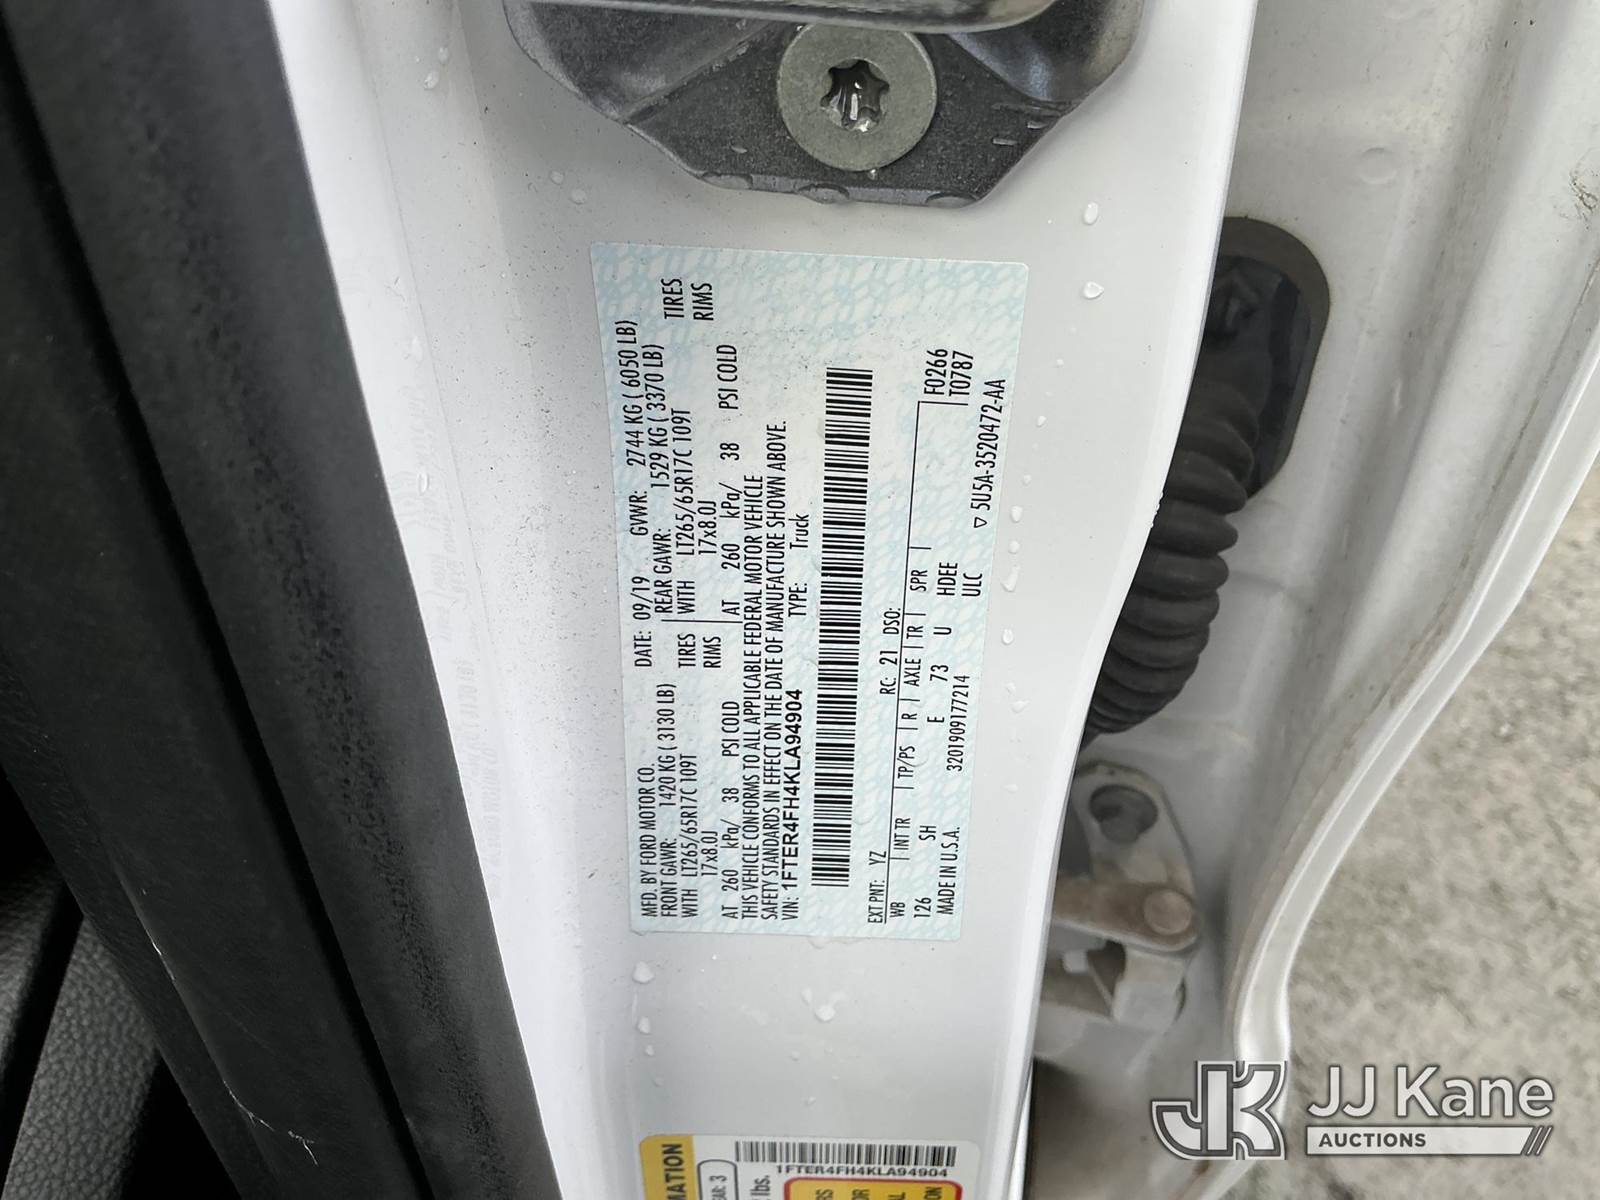 MFD. BY FORD MOTOR CO. DATE: 09/19 GVWR: 2744 KG ( 6050 LB)
FRONT GAWR: 1420 KG ( 3130 LB) REAR GAWR: 1529 KG ( 3370 LB)
WITH LT265/65R17C 109T TIRES WITH LT265/65R17C 109T TIRES
17x8.0J RIMS 17x8.0J RIMS
AT 260 kPa/ 38 PSI COLD AT 260 kPa/ 38 PSI COLD
THIS VEHICLE CONFORMS TO ALL APPLICABLE FEDERAL MOTOR VEHICLE
SAFETY STANDARDS IN EFFECT ON THE DATE OF MANUFACTURE SHOWN ABOVE.
VIN: 1FTER4FH4KLA94904 TYPE: Truck
EXT PNT: YZ RC: 21 DSO: F0266
WB INT TR TP/PS R AXLE TR SPR T0787
126 SH E 73 U HDEE
MADE IN U.S.A. 3201909177214 ULC
5U5A-3520472-AA
1FTER4FH4KLA94904
JK JJ Kane
AUCTIONS